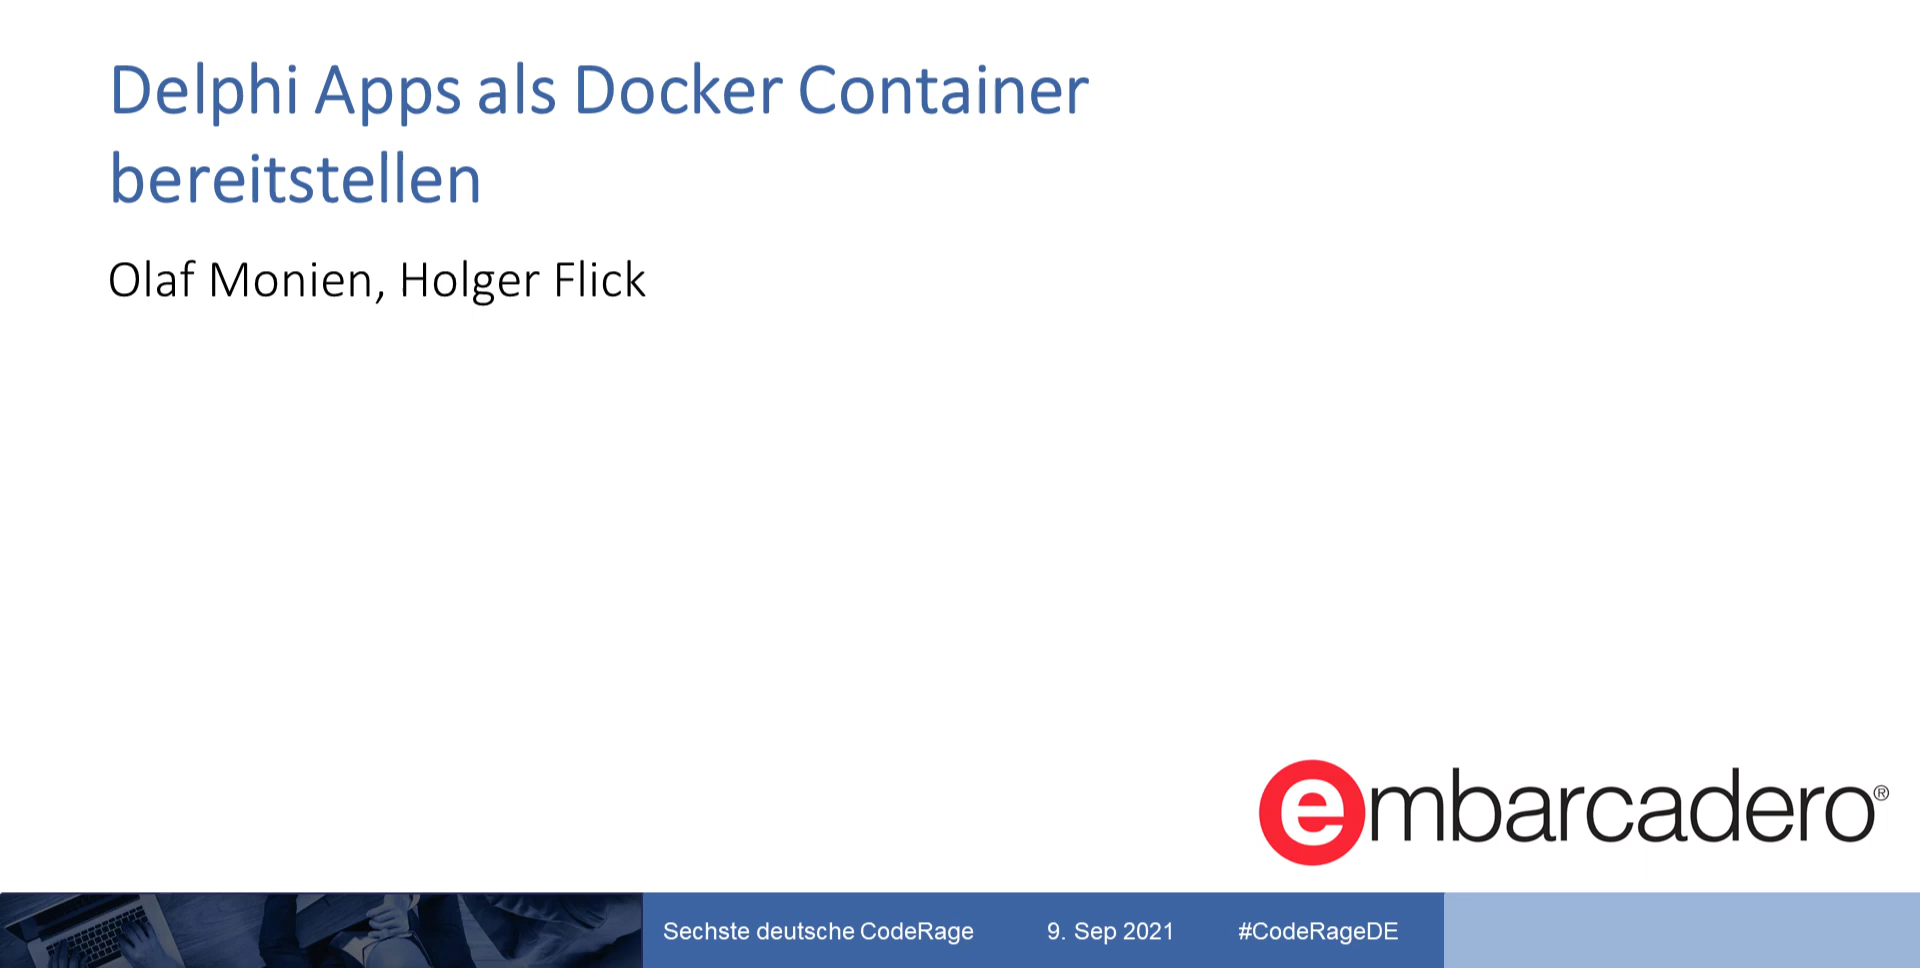 Delphi Apps als Docker Container
bereitstellen
Olaf Monien, Holger Flick
embarcadero®
Sechste deutsche CodeRage 9. Sep 2021 #CodeRageDE